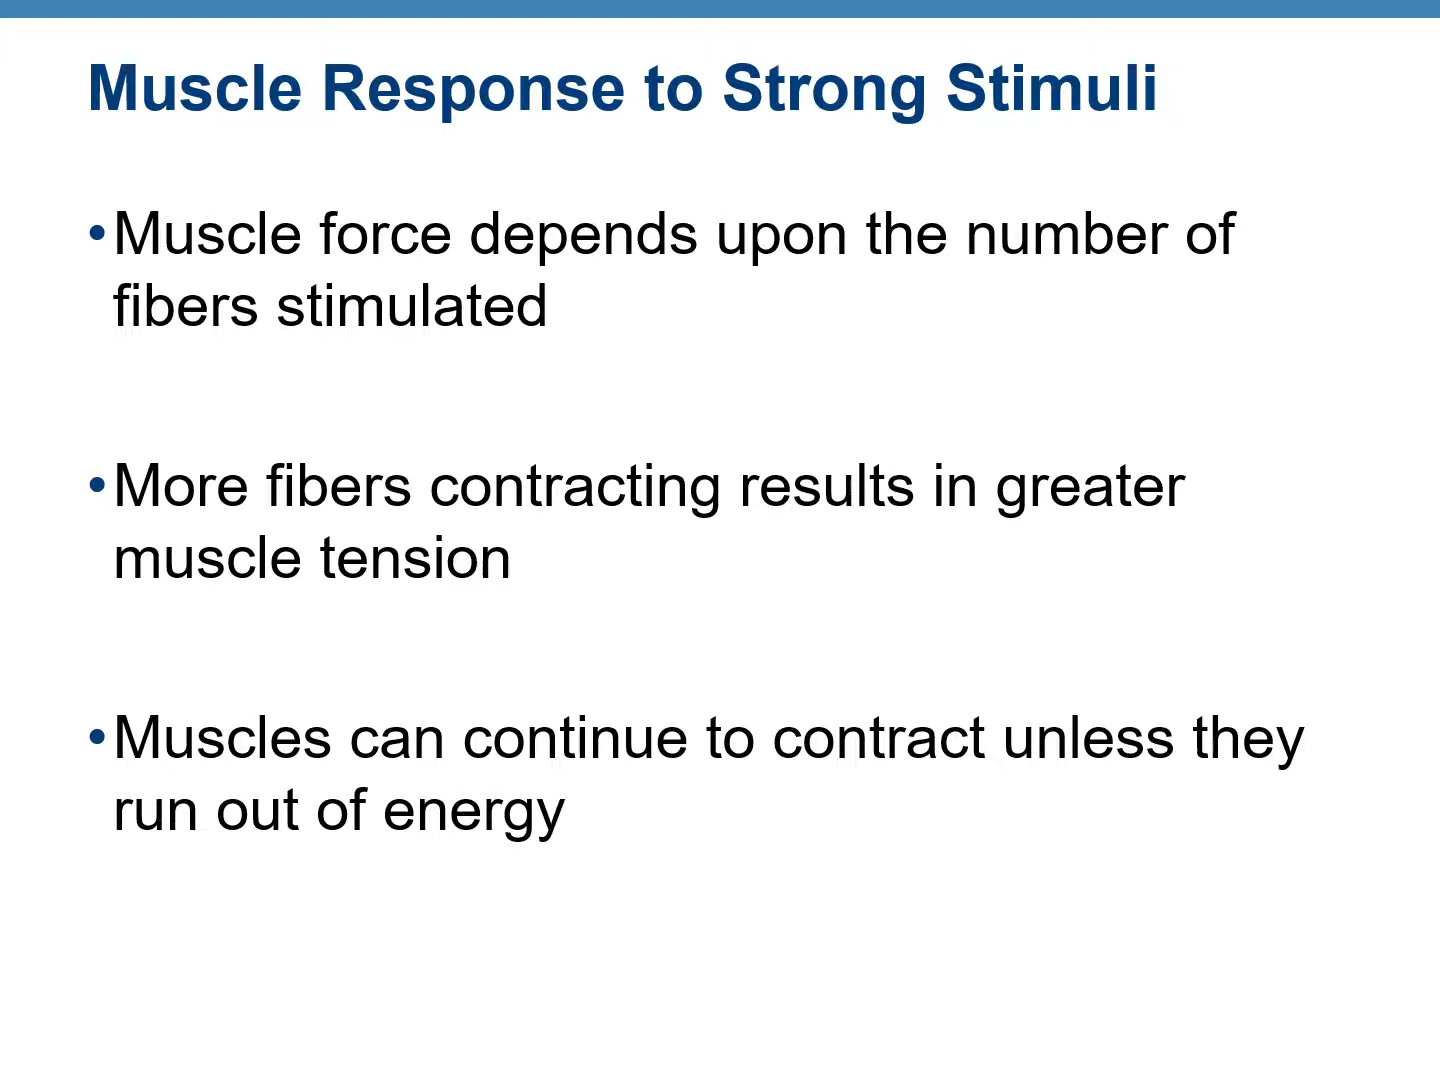 Muscle Response to Strong Stimuli
•Muscle force depends upon the number of
fibers stimulated
•More fibers contracting results in greater
muscle tension
•Muscles can continue to contract unless they
run out of energy